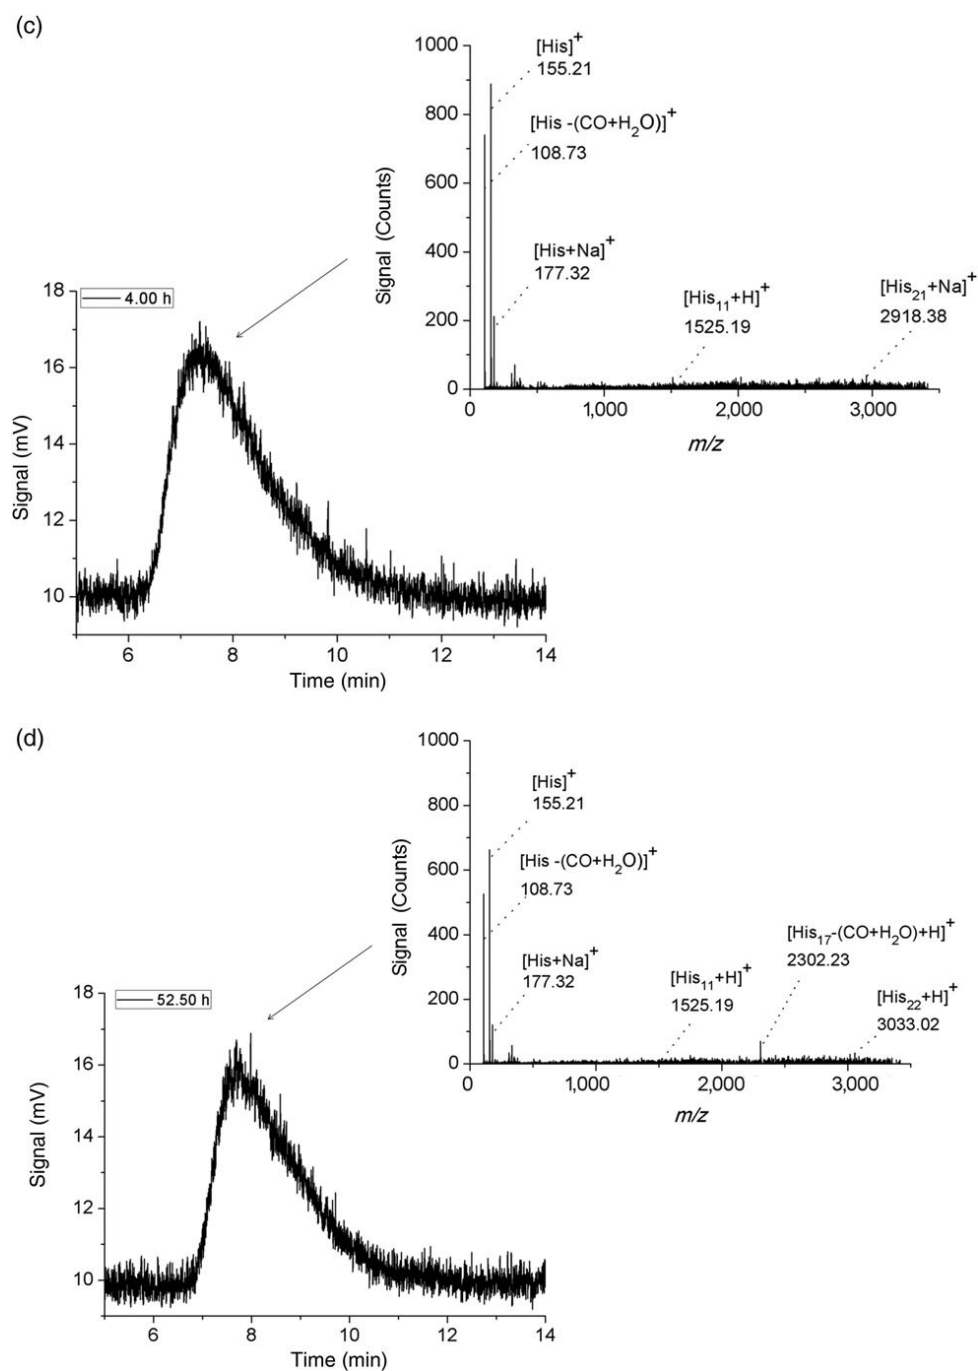 (c)
1000
800
600
400
200
0
Signal (Counts)
[His]+
155.21
[His -(CO+H2O)]+
108.73
[His+Na]+
177.32
[His11+H]+
1525.19
[His21+Na]+
2918.38
0 1,000 2,000 3,000
m/z
4.00 h
18
16
14
12
10
Signal (mV)
6 8 10 12 14
Time (min)
(d)
1000
800
600
400
200
0
Signal (Counts)
[His]+
155.21
[His -(CO+H2O)]+
108.73
[His+Na]+
177.32
[His11+H]+
1525.19
[His17-(CO+H2O)+H]+
2302.23
[His22+H]+
3033.02
0 1,000 2,000 3,000
m/z
52.50 h
18
16
14
12
10
Signal (mV)
6 8 10 12 14
Time (min)